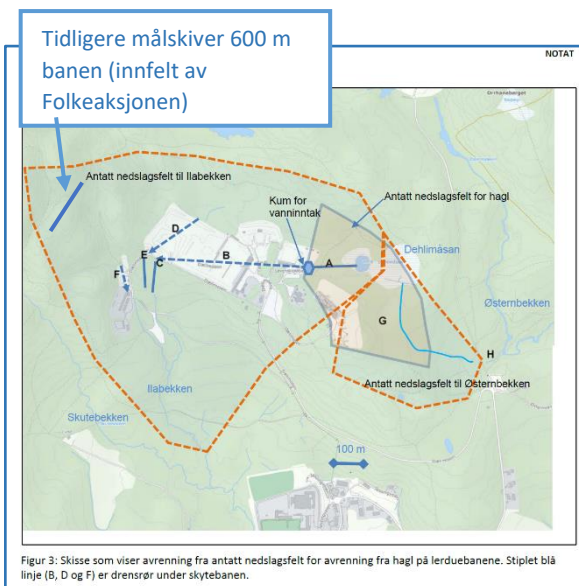 Tidligere målskiver 600 m
banen (innfelt av
Folkeaksjonen)
NOTAT
Antatt nedslagsfelt til Ilabekken
Kum for
vanninntak
Antatt nedslagsfelt for hagl
D
Dehlimåsan
E
C
B
A
F
G
Østernbekken
H
Ilabekken
Antatt nedslagsfelt til Østernbekken
Skutebekken
100 m
Figur 3: Skisse som viser avrenning fra antatt nedslagsfelt for avrenning fra hagl på lerduebanene. Stiplet blå
linje (B, D og F) er drensrør under skytebanen.